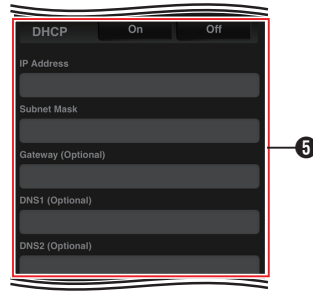 DHCP On Off
IP Address
Subnet Mask
Gateway (Optional)
5
DNS1 (Optional)
DNS2 (Optional)